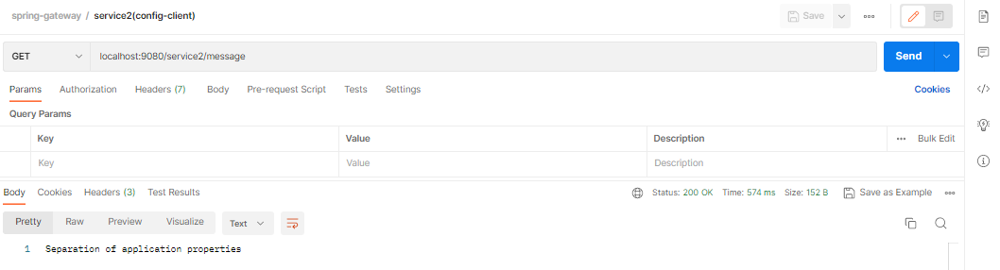 spring-gateway / service2(config-client)
Save
GET
localhost:9080/service2/message
Send
Params Authorization Headers (7) Body Pre-request Script Tests Settings Cookies
Query Params
Key Value Description Bulk Edit
Key Value Description
Body Cookies Headers (3) Test Results Status: 200 OK Time: 574 ms Size: 152 B Save as Example
Pretty Raw Preview Visualize Text
1 Separation of application properties